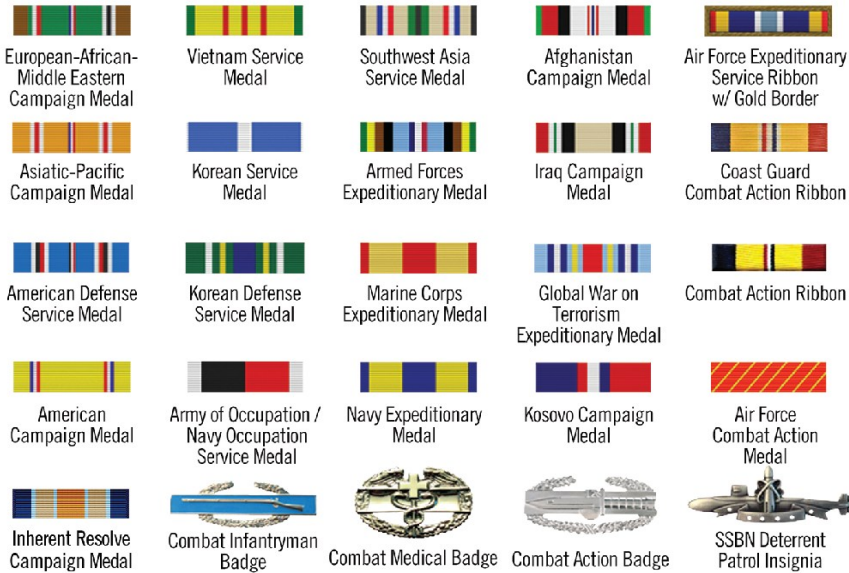 European-African-
Middle Eastern
Campaign Medal
Vietnam Service
Medal
Southwest Asia
Service Medal
Afghanistan
Campaign Medal
Air Force Expeditionary
Service Ribbon
w/ Gold Border
Asiatic-Pacific
Campaign Medal
Korean Service
Medal
Armed Forces
Expeditionary Medal
Iraq Campaign
Medal
Coast Guard
Combat Action Ribbon
American Defense
Service Medal
Korean Defense
Service Medal
Marine Corps
Expeditionary Medal
Global War on
Terrorism
Expeditionary Medal
Combat Action Ribbon
American
Campaign Medal
Army of Occupation /
Navy Occupation
Service Medal
Navy Expeditionary
Medal
Kosovo Campaign
Medal
Air Force
Combat Action
Medal
Inherent Resolve
Campaign Medal
Combat Infantryman
Badge
Combat Medical Badge
Combat Action Badge
SSBN Deterrent
Patrol Insignia